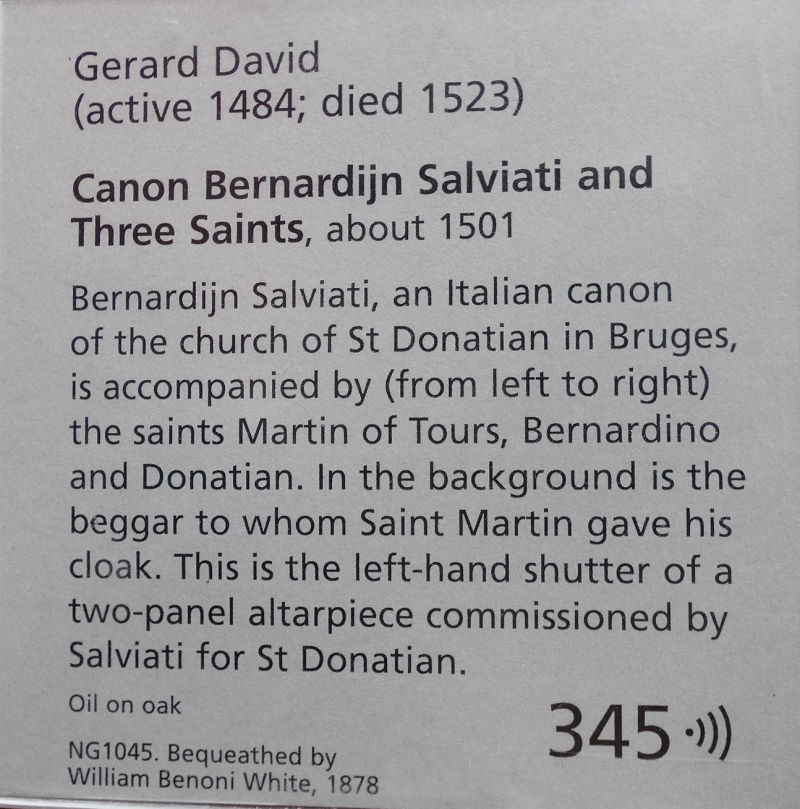 Gerard David
(active 1484; died 1523)
Canon Bernardijn Salviati and
Three Saints, about 1501
Bernardijn Salviati, an Italian canon
of the church of St Donatian in Bruges,
is accompanied by (from left to right)
the saints Martin of Tours, Bernardino
and Donatian. In the background is the
beggar to whom Saint Martin gave his
cloak. This is the left-hand shutter of a
two-panel altarpiece commissioned by
Salviati for St Donatian.
Oil on oak
345
NG1045. Bequeathed by
William Benoni White, 1878